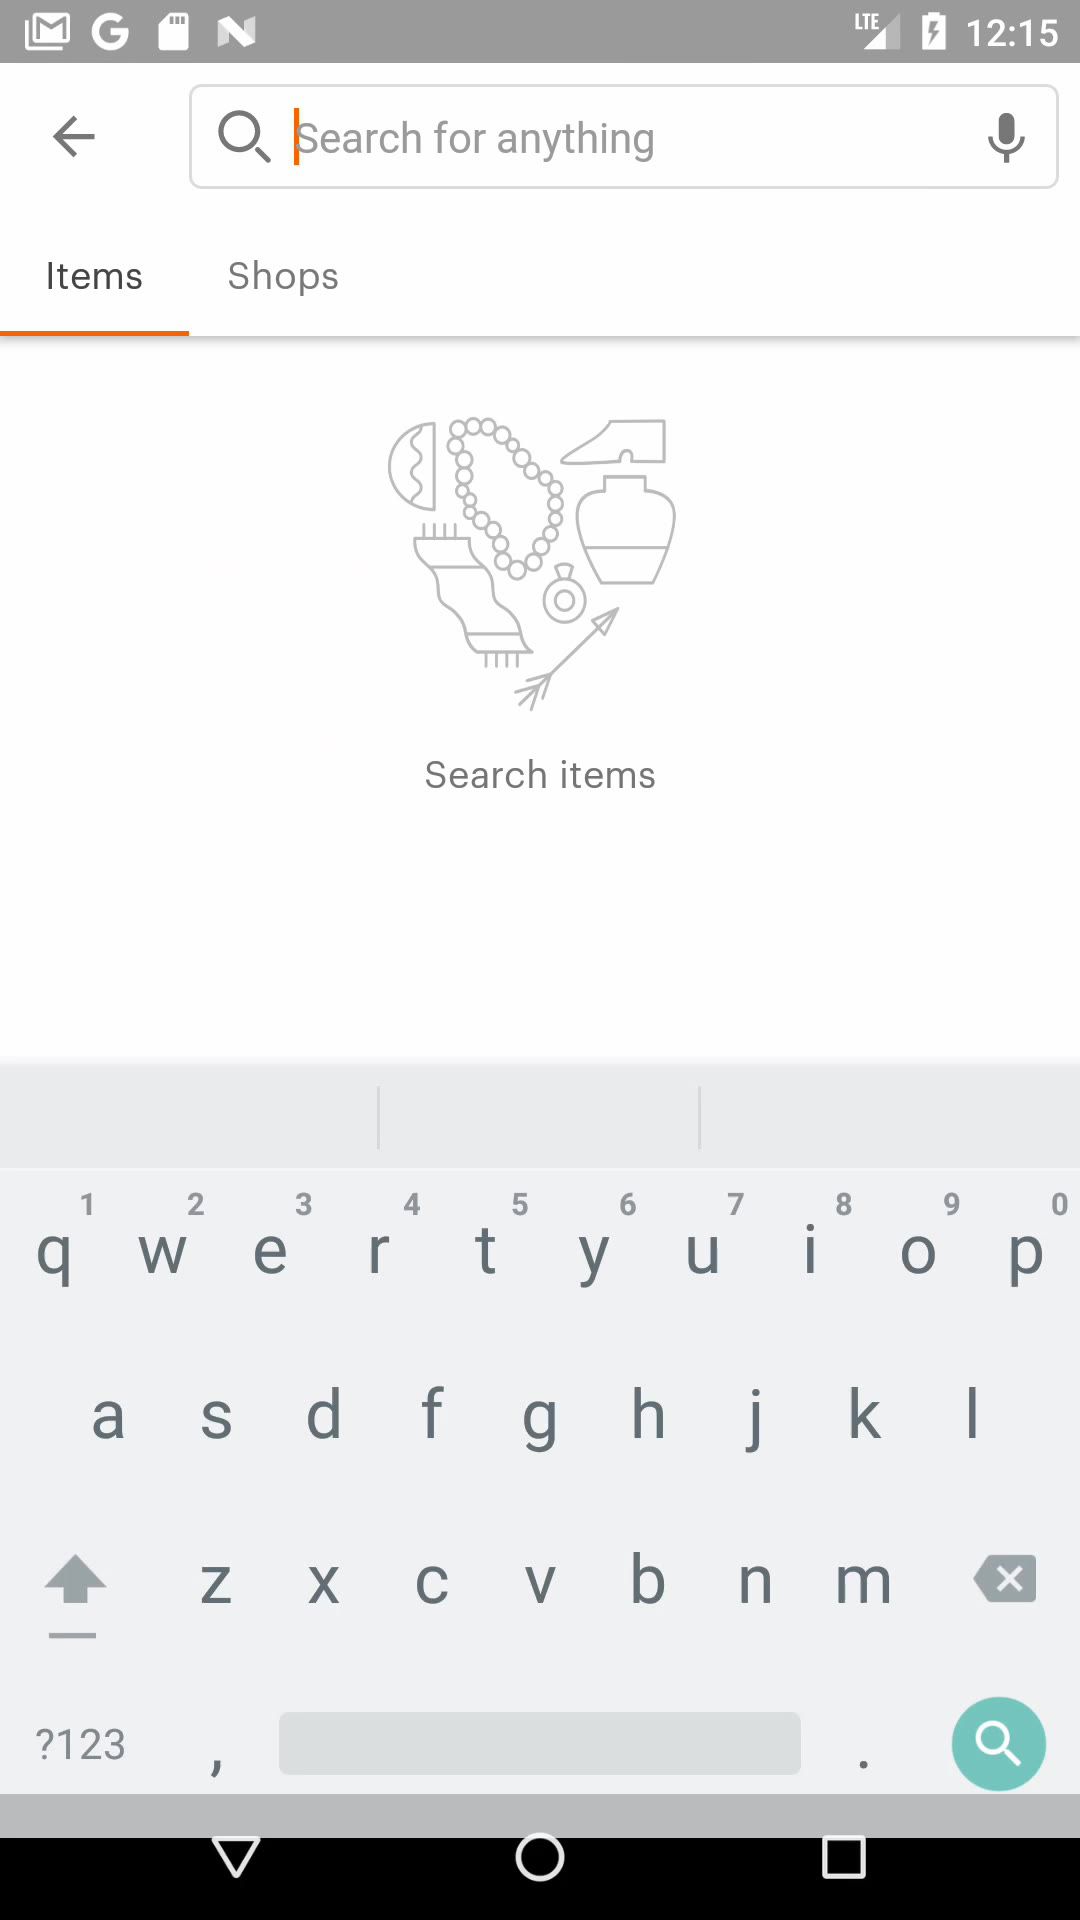 LTE 12:15
Search for anything
Items Shops
Search items
1 2 3 4 5 6 7 8 9 0
q w e r t y u i o p
a s d f g h j k l
z x c v b n m
?123 , .